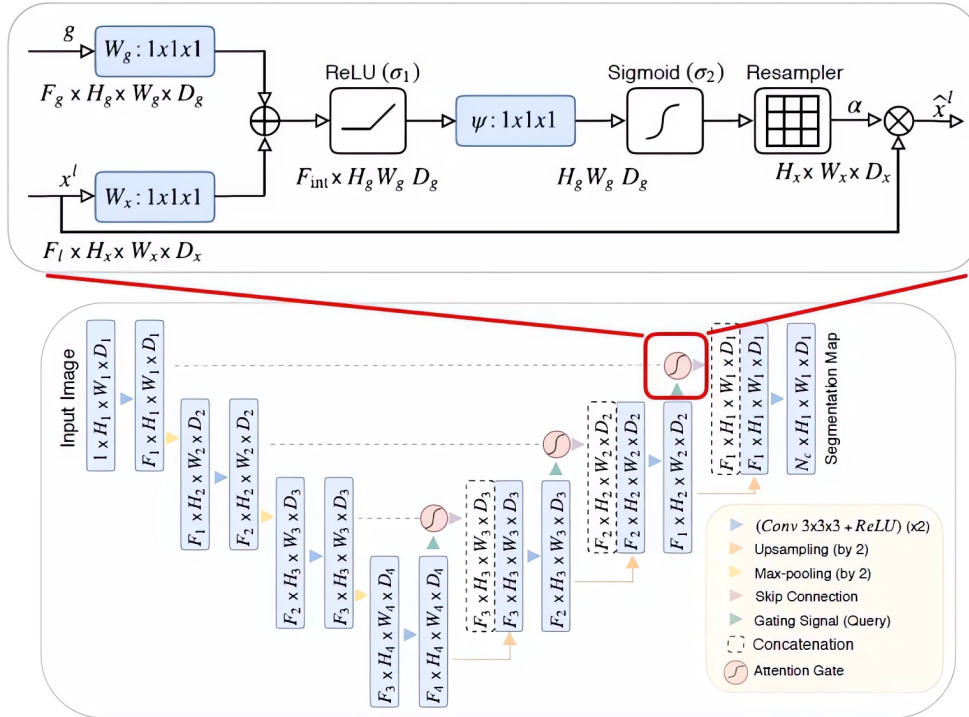 g
W_g : 1x1x1
F_g x H_g x W_g x D_g
x^l
W_x : 1x1x1
F_l x H_x x W_x x D_x
ReLU (σ_1)
F_int x H_g W_g D_g
ψ : 1x1x1
Sigmoid (σ_2)
H_g W_g D_g
Resampler
α
H_x x W_x x D_x
x̂^l
Input Image
1 x H_1 x W_1 x D_1
F_1 x H_1 x W_1 x D_1
F_1 x H_2 x W_2 x D_2
F_2 x H_2 x W_2 x D_2
F_2 x H_3 x W_3 x D_3
F_3 x H_3 x W_3 x D_3
F_3 x H_4 x W_4 x D_4
F_4 x H_4 x W_4 x D_4
F_3 x H_3 x W_3 x D_3
F_3 x H_3 x W_3 x D_3
F_2 x H_3 x W_3 x D_3
F_2 x H_2 x W_2 x D_2
F_2 x H_2 x W_2 x D_2
F_1 x H_2 x W_2 x D_2
F_1 x H_1 x W_1 x D_1
F_1 x H_1 x W_1 x D_1
N_c x H_1 x W_1 x D_1
Segmentation Map
(Conv 3x3x3 + ReLU) (x2)
Upsampling (by 2)
Max-pooling (by 2)
Skip Connection
Gating Signal (Query)
Concatenation
Attention Gate